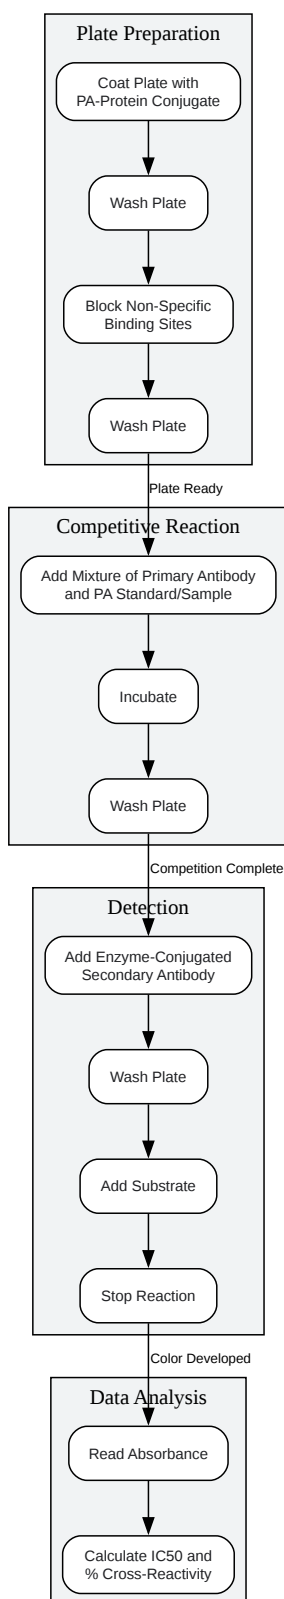 Plate Preparation
Coat Plate with
PA-Protein Conjugate
Wash Plate
Block Non-Specific
Binding Sites
Wash Plate
Plate Ready
Competitive Reaction
Add Mixture of Primary Antibody
and PA Standard/Sample
Incubate
Wash Plate
Competition Complete
Detection
Add Enzyme-Conjugated
Secondary Antibody
Wash Plate
Add Substrate
Stop Reaction
Color Developed
Data Analysis
Read Absorbance
Calculate IC50 and
% Cross-Reactivity